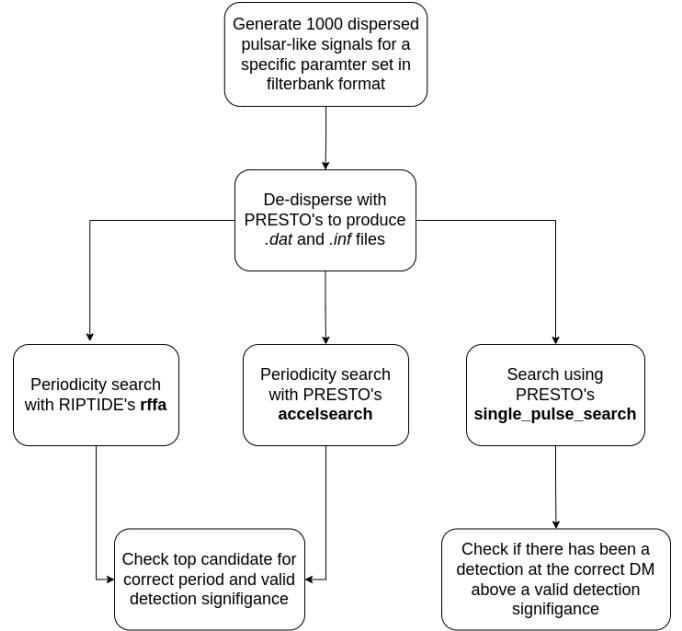 Generate 1000 dispersed
pulsar-like signals for a
specific paramter set in
filterbank format
De-disperse with
PRESTO's to produce
.dat and .inf files
Periodicity search
with RIPTIDE's rffa
Periodicity search
with PRESTO's
accelsearch
Search using
PRESTO's
single_pulse_search
Check top candidate for
correct period and valid
detection signifigance
Check if there has been a
detection at the correct DM
above a valid detection
signifigance